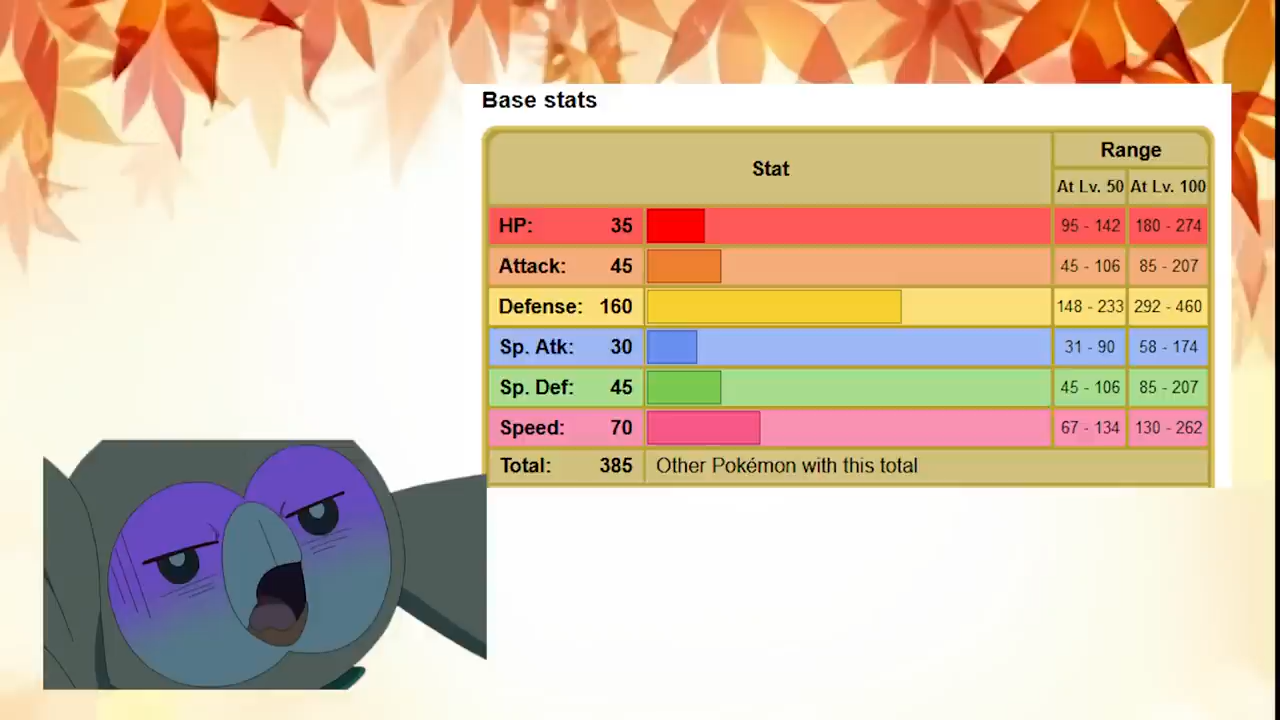 Base stats
Stat Range
At Lv. 50 At Lv. 100
HP: 35 95 - 142 180 - 274
Attack: 45 45 - 106 85 - 207
Defense: 160 148 - 233 292 - 460
Sp. Atk: 30 31 - 90 58 - 174
Sp. Def: 45 45 - 106 85 - 207
Speed: 70 67 - 134 130 - 262
Total: 385 Other Pokémon with this total